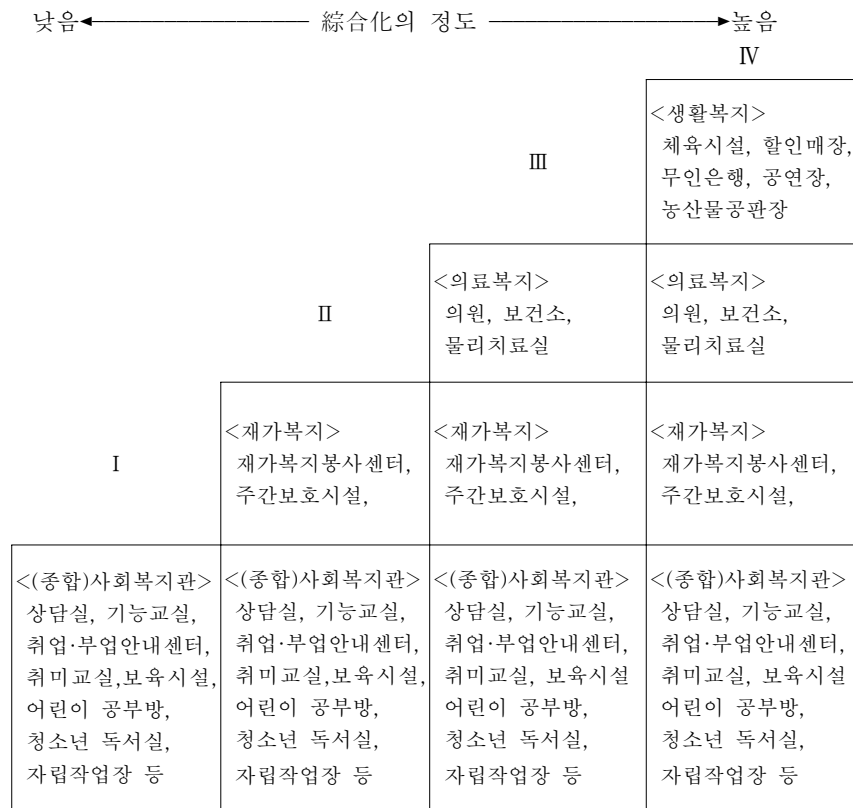 낮음 綜合化의 정도 높음
Ⅳ
<생활복지>
체육시설, 할인매장,
무인은행, 공연장,
농산물공판장
Ⅲ
<의료복지>
의원, 보건소,
물리치료실
<의료복지>
의원, 보건소,
물리치료실
Ⅱ
<재가복지>
재가복지봉사센터,
주간보호시설,
<재가복지>
재가복지봉사센터,
주간보호시설,
<재가복지>
재가복지봉사센터,
주간보호시설,
Ⅰ
<(종합)사회복지관>
상담실, 기능교실,
취업·부업안내센터,
취미교실,보육시설,
어린이 공부방,
청소년 독서실,
자립작업장 등
<(종합)사회복지관>
상담실, 기능교실,
취업·부업안내센터,
취미교실,보육시설,
어린이 공부방,
청소년 독서실,
자립작업장 등
<(종합)사회복지관>
상담실, 기능교실,
취업·부업안내센터,
취미교실, 보육시설
어린이 공부방,
청소년 독서실,
자립작업장 등
<(종합)사회복지관>
상담실, 기능교실,
취업·부업안내센터,
취미교실, 보육시설
어린이 공부방,
청소년 독서실,
자립작업장 등